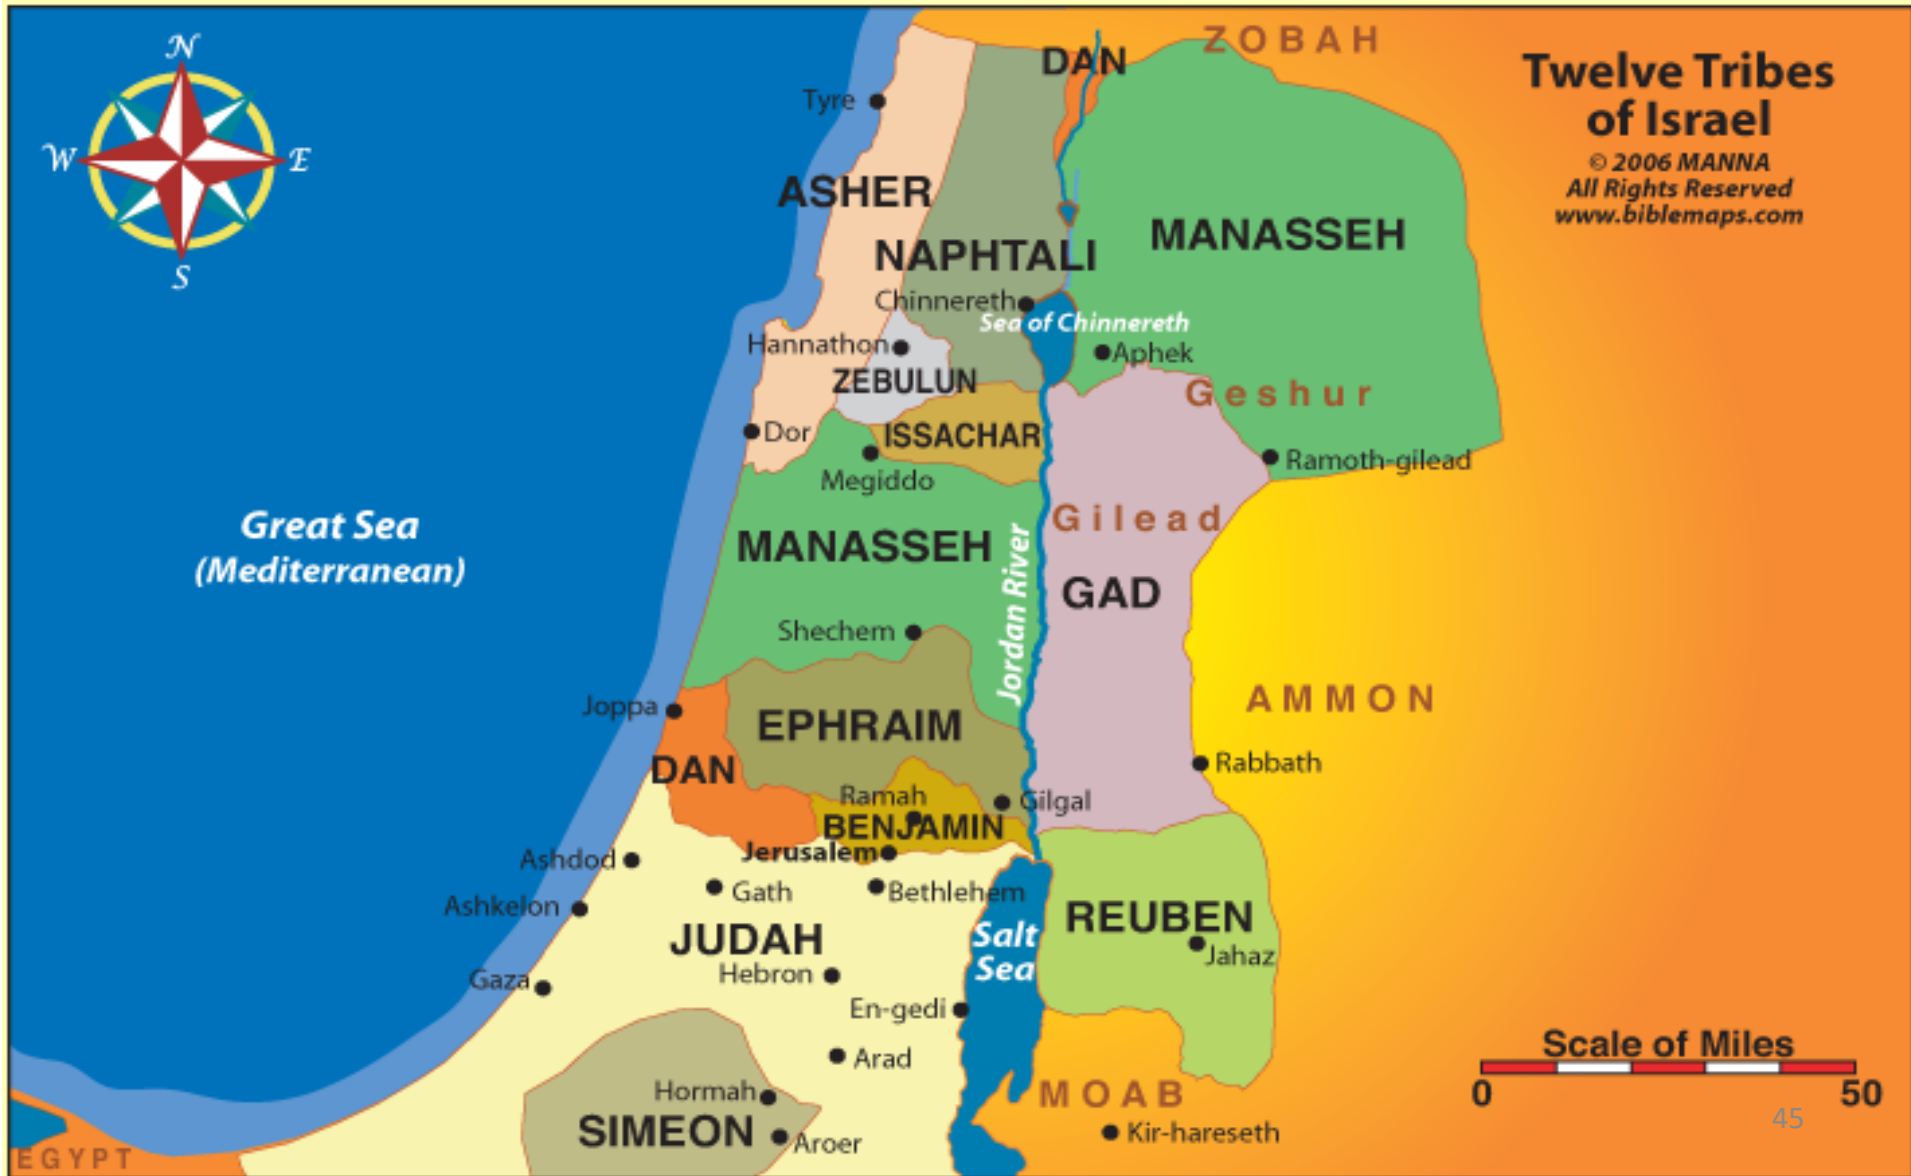 N
W
E
S
Twelve Tribes
of Israel
© 2006 MANNA
All Rights Reserved
www.biblemaps.com
ZOBAH
DAN
Tyre
ASHER
MANASSEH
NAPHTALI
Chinnereth
Sea of Chinnereth
Hannathon
Aphek
ZEBULUN
Geshur
Dor
ISSACHAR
Ramoth-gilead
Megiddo
Great Sea
(Mediterranean)
Gilead
MANASSEH
Jordan River
GAD
Shechem
Joppa
AMMON
EPHRAIM
DAN
Rabbath
Ramah
Gilgal
BENJAMIN
Jerusalem
Ashdod
Gath
Bethlehem
Ashkelon
REUBEN
JUDAH
Salt
Sea
Jahaz
Hebron
Gaza
En-gedi
Arad
Scale of Miles
0
50
Hormah
MOAB
45
SIMEON
Aroer
Kir-hareseth
EGYPT